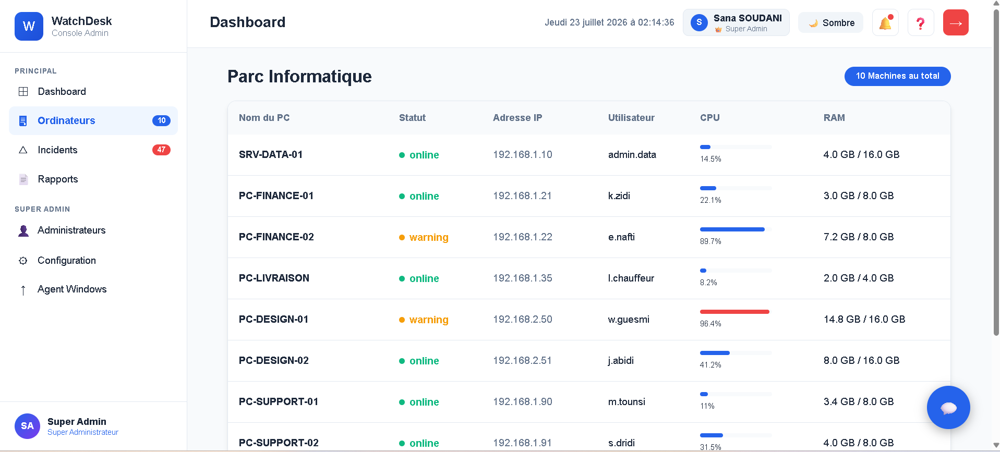 W
WatchDesk
Console Admin
PRINCIPAL
Dashboard
Ordinateurs 10
Incidents 47
Rapports
SUPER ADMIN
Administrateurs
Configuration
Agent Windows
SA
Super Admin
Super Administrateur
Dashboard
Jeudi 23 juillet 2026 à 02:14:36
S
Sana SOUDANI
Super Admin
Sombre
Parc Informatique
10 Machines au total
Nom du PC Statut Adresse IP Utilisateur CPU RAM
SRV-DATA-01 online 192.168.1.10 admin.data 14.5% 4.0 GB / 16.0 GB
PC-FINANCE-01 online 192.168.1.21 k.zidi 22.1% 3.0 GB / 8.0 GB
PC-FINANCE-02 warning 192.168.1.22 e.nafti 89.7% 7.2 GB / 8.0 GB
PC-LIVRAISON online 192.168.1.35 l.chauffeur 8.2% 2.0 GB / 4.0 GB
PC-DESIGN-01 warning 192.168.2.50 w.guesmi 96.4% 14.8 GB / 16.0 GB
PC-DESIGN-02 online 192.168.2.51 j.abidi 41.2% 8.0 GB / 16.0 GB
PC-SUPPORT-01 online 192.168.1.90 m.tounsi 11% 3.4 GB / 8.0 GB
PC-SUPPORT-02 online 192.168.1.91 s.dridi 31.5% 4.0 GB / 8.0 GB